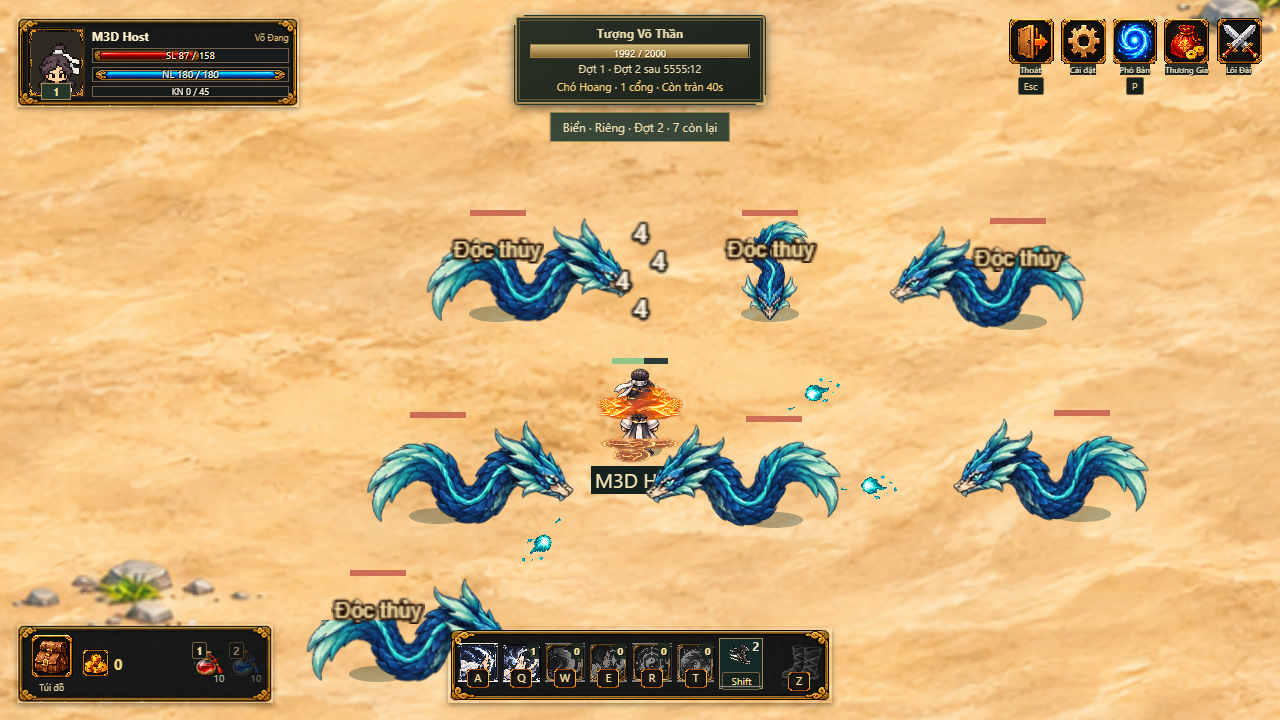 M3D Host
Võ Đang
SL 87 / 158
NL 180 / 180
KN 0 / 45
1
Tượng Võ Thần
1992 / 2000
Đợt 1 · Đợt 2 sau 5555:12
Chó Hoang · 1 cổng · Còn tràn 40s
Biển · Riêng · Đợt 2 · 7 còn lại
Thoát
Cài đặt
Phó Bản
Thương Gia
Lôi Đài
Esc
P
Độc thủy
4
4
4
4
Độc thủy
Độc thủy
M3D H
Độc thủy
Túi đồ
0
1
10
2
10
A
1
Q
0
W
0
E
0
R
0
T
2
Shift
Z